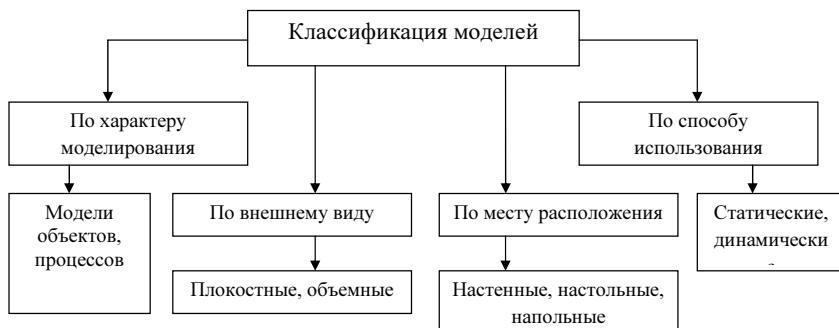 Классификация моделей
По характеру
моделирования
По способу
использования
Модели
объектов,
процессов
По внешнему виду
По месту расположения
Статические,
динамически
Плокостные, объемные
Настенные, настольные,
напольные